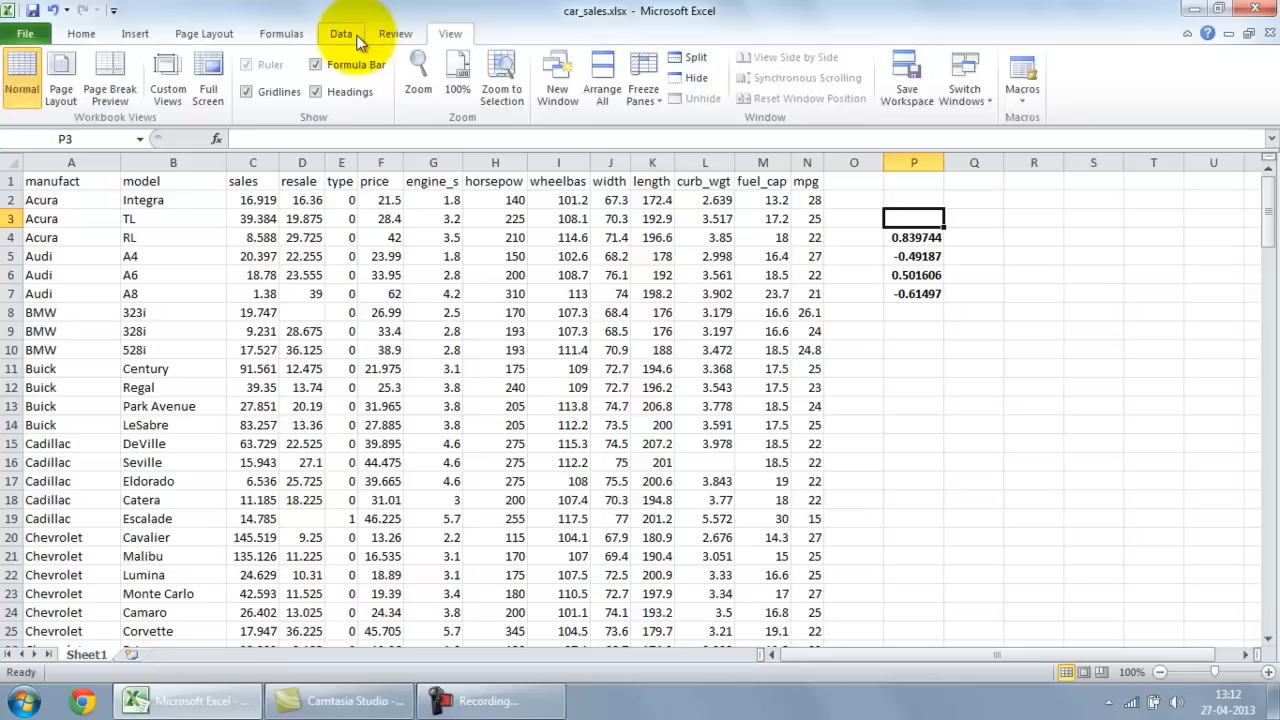 car_sales.xlsx - Microsoft Excel
File Home Insert Page Layout Formulas Data Review View
Normal Page Layout Page Break Preview Custom Views Full Screen
Workbook Views
Ruler Formula Bar
Gridlines Headings
Show
Zoom 100% Zoom to Selection
Zoom
New Window Arrange All Freeze Panes
Split
Hide
Unhide
View Side by Side
Synchronous Scrolling
Reset Window Position
Window
Save Workspace Switch Windows
Macros
Macros
P3 fx
A B C D E F G H I J K L M N O P Q R S T U
1 manufact model sales resale type price engine_s horsepow wheelbas width length curb_wgt fuel_cap mpg
2 Acura Integra 16.919 16.36 0 21.5 1.8 140 101.2 67.3 172.4 2.639 13.2 28
3 Acura TL 39.384 19.875 0 28.4 3.2 225 108.1 70.3 192.9 3.517 17.2 25
4 Acura RL 8.588 29.725 0 42 3.5 210 114.6 71.4 196.6 3.85 18 22 0.839744
5 Audi A4 20.397 22.255 0 23.99 1.8 150 102.6 68.2 178 2.998 16.4 27 -0.49187
6 Audi A6 18.78 23.555 0 33.95 2.8 200 108.7 76.1 192 3.561 18.5 22 0.501606
7 Audi A8 1.38 39 0 62 4.2 310 113 74 198.2 3.902 23.7 21 -0.61497
8 BMW 323i 19.747 0 26.99 2.5 170 107.3 68.4 176 3.179 16.6 26.1
9 BMW 328i 9.231 28.675 0 33.4 2.8 193 107.3 68.5 176 3.197 16.6 24
10 BMW 528i 17.527 36.125 0 38.9 2.8 193 111.4 70.9 188 3.472 18.5 24.8
11 Buick Century 91.561 12.475 0 21.975 3.1 175 109 72.7 194.6 3.368 17.5 25
12 Buick Regal 39.35 13.74 0 25.3 3.8 240 109 72.7 196.2 3.543 17.5 23
13 Buick Park Avenue 27.851 20.19 0 31.965 3.8 205 113.8 74.7 206.8 3.778 18.5 24
14 Buick LeSabre 83.257 13.36 0 27.885 3.8 205 112.2 73.5 200 3.591 17.5 25
15 Cadillac DeVille 63.729 22.525 0 39.895 4.6 275 115.3 74.5 207.2 3.978 18.5 22
16 Cadillac Seville 15.943 27.1 0 44.475 4.6 275 112.2 75 201 18.5 22
17 Cadillac Eldorado 6.536 25.725 0 39.665 4.6 275 108 75.5 200.6 3.843 19 22
18 Cadillac Catera 11.185 18.225 0 31.01 3 200 107.4 70.3 194.8 3.77 18 22
19 Cadillac Escalade 14.785 1 46.225 5.7 255 117.5 77 201.2 5.572 30 15
20 Chevrolet Cavalier 145.519 9.25 0 13.26 2.2 115 104.1 67.9 180.9 2.676 14.3 27
21 Chevrolet Malibu 135.126 11.225 0 16.535 3.1 170 107 69.4 190.4 3.051 15 25
22 Chevrolet Lumina 24.629 10.31 0 18.89 3.1 175 107.5 72.5 200.9 3.33 16.6 25
23 Chevrolet Monte Carlo 42.593 11.525 0 19.39 3.4 180 110.5 72.7 197.9 3.34 17 27
24 Chevrolet Camaro 26.402 13.025 0 24.34 3.8 200 101.1 74.1 193.2 3.5 16.8 25
25 Chevrolet Corvette 17.947 36.225 0 45.705 5.7 345 104.5 73.6 179.7 3.21 19.1 22
Sheet1
Ready 100%
Microsoft Excel - ... Camtasia Studio -... Recording...
13:12
27-04-2013